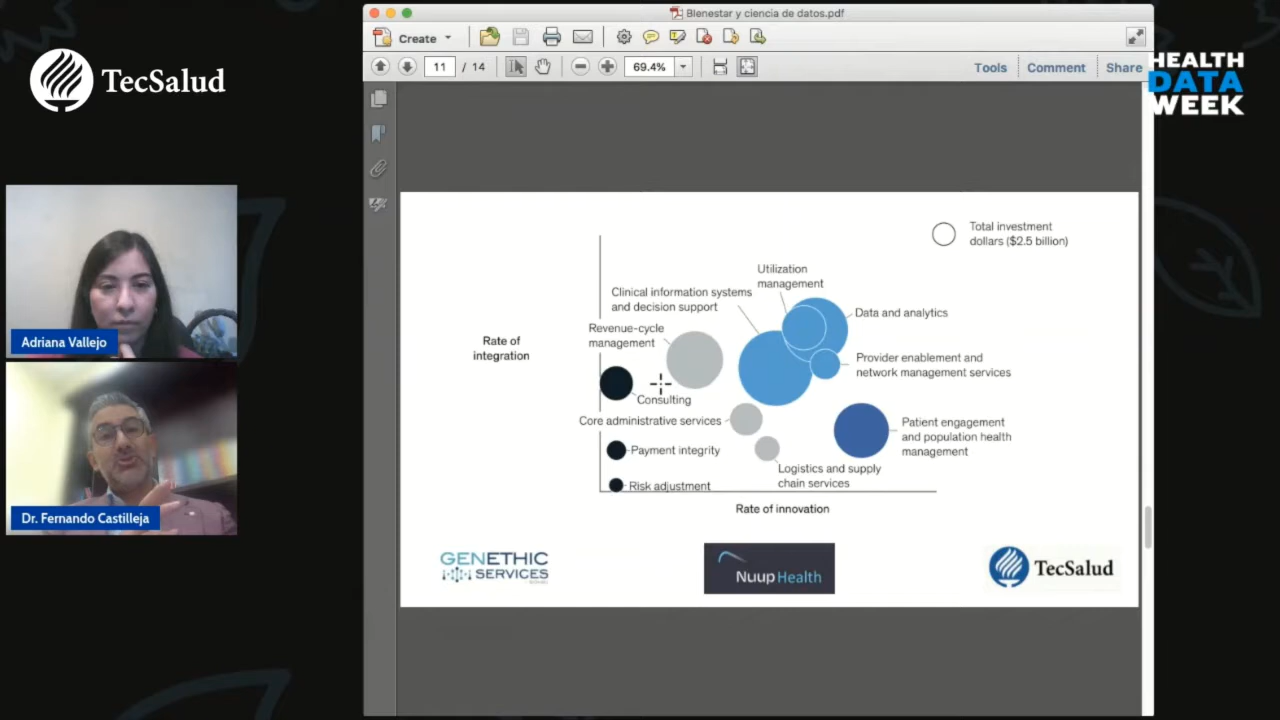 TecSalud
Adriana Vallejo
Dr. Fernando Castilleja
Bienestar y ciencia de datos.pdf
Create
11 / 14
69.4%
Tools
Comment
Share
HEALTH
DATA
WEEK
Total investment
dollars ($2.5 billion)
Utilization
management
Clinical information systems
and decision support
Data and analytics
Revenue-cycle
management
Rate of
integration
Provider enablement and
network management services
Consulting
Core administrative services
Patient engagement
and population health
management
Payment integrity
Logistics and supply
chain services
Risk adjustment
Rate of innovation
GENETHIC
SERVICES
Nuup Health
TecSalud